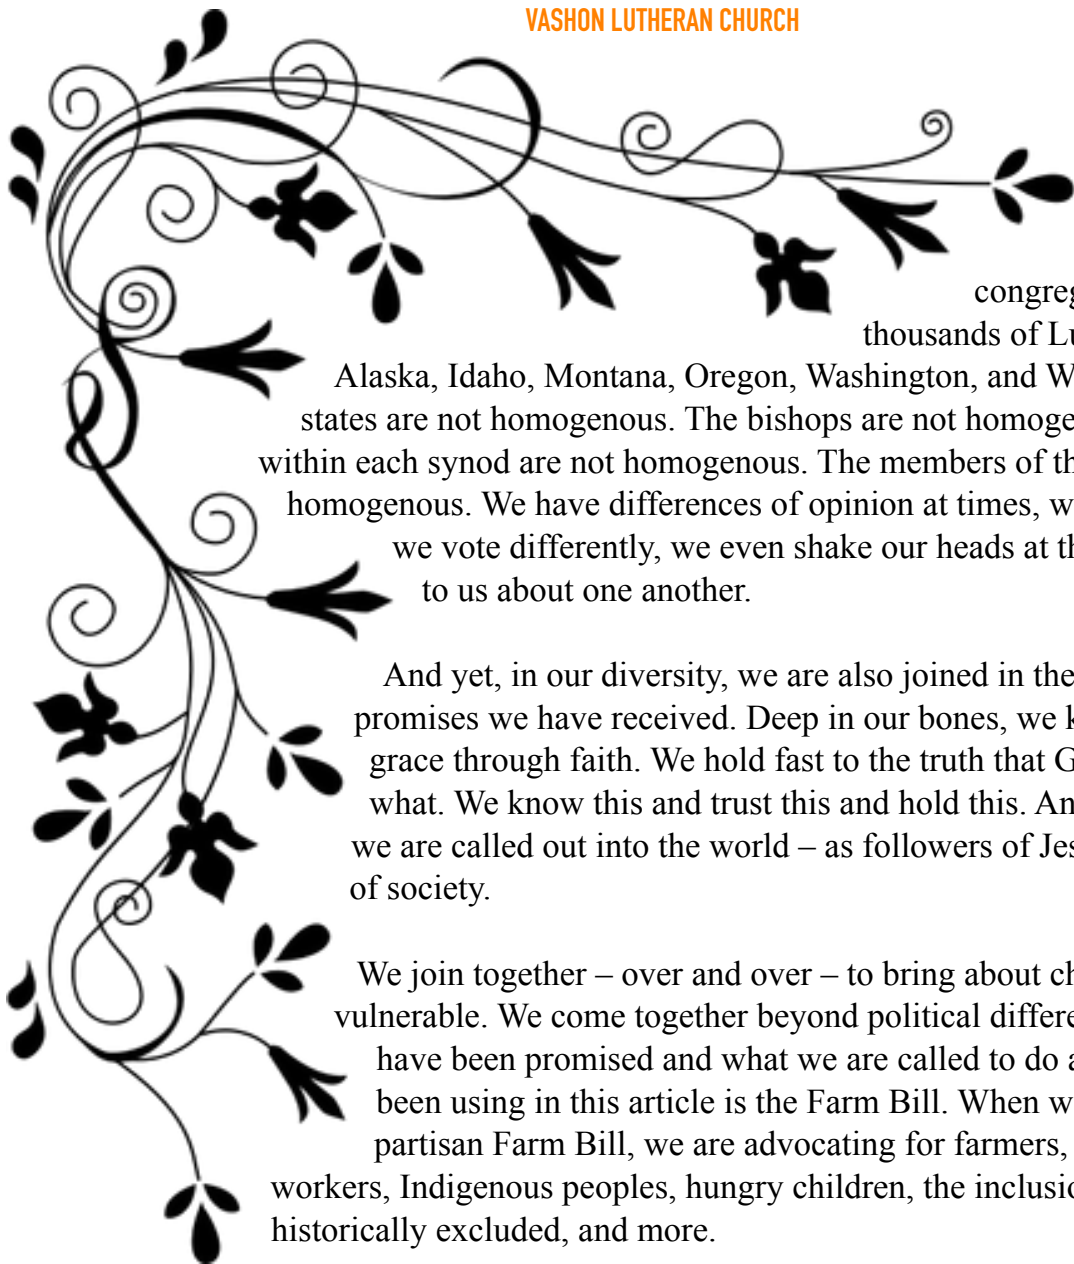 VASHON LUTHERAN CHURCH
congreg
thousands of Lu
Alaska, Idaho, Montana, Oregon, Washington, and W
states are not homogenous. The bishops are not homoge
within each synod are not homogenous. The members of th
homogenous. We have differences of opinion at times, w
we vote differently, we even shake our heads at th
to us about one another.
And yet, in our diversity, we are also joined in the
promises we have received. Deep in our bones, we k
grace through faith. We hold fast to the truth that G
what. We know this and trust this and hold this. An
we are called out into the world – as followers of Jes
of society.
We join together – over and over – to bring about ch
vulnerable. We come together beyond political differe
have been promised and what we are called to do a
been using in this article is the Farm Bill. When w
partisan Farm Bill, we are advocating for farmers,
workers, Indigenous peoples, hungry children, the inclusio
historically excluded, and more.